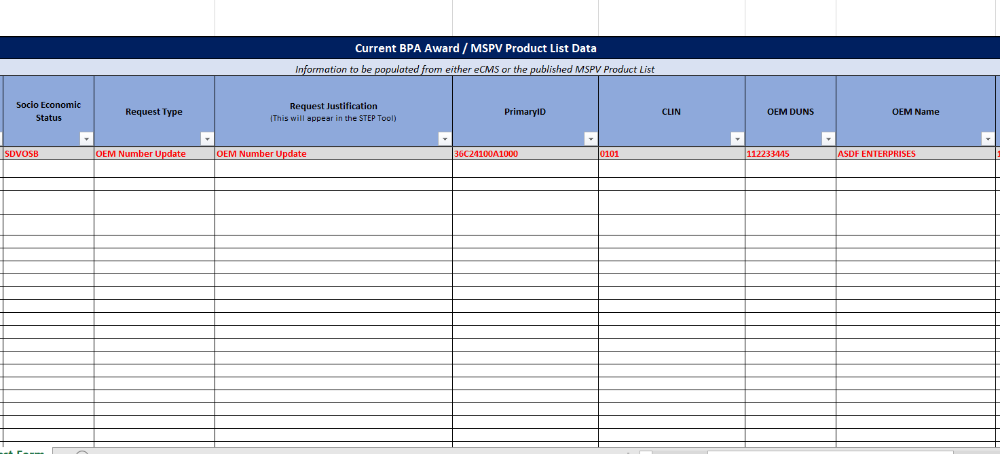 Current BPA Award / MSPV Product List Data
Information to be populated from either eCMS or the published MSPV Product List
Socio Economic
Status
Request Type
Request Justification
(This will appear in the STEP Tool)
PrimaryID
CLIN
OEM DUNS
OEM Name
SDVOSB
OEM Number Update
OEM Number Update
36C24100A1000
0101
112233445
ASDF ENTERPRISES
Form